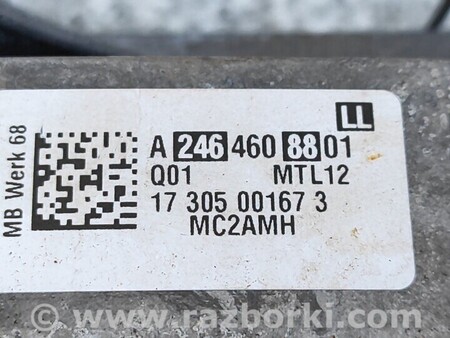 LL
MB Werk 68
A 246 460 88 01
Q01 MTL12
17 305 00167 3
MC2AMH
© www.razborki.com